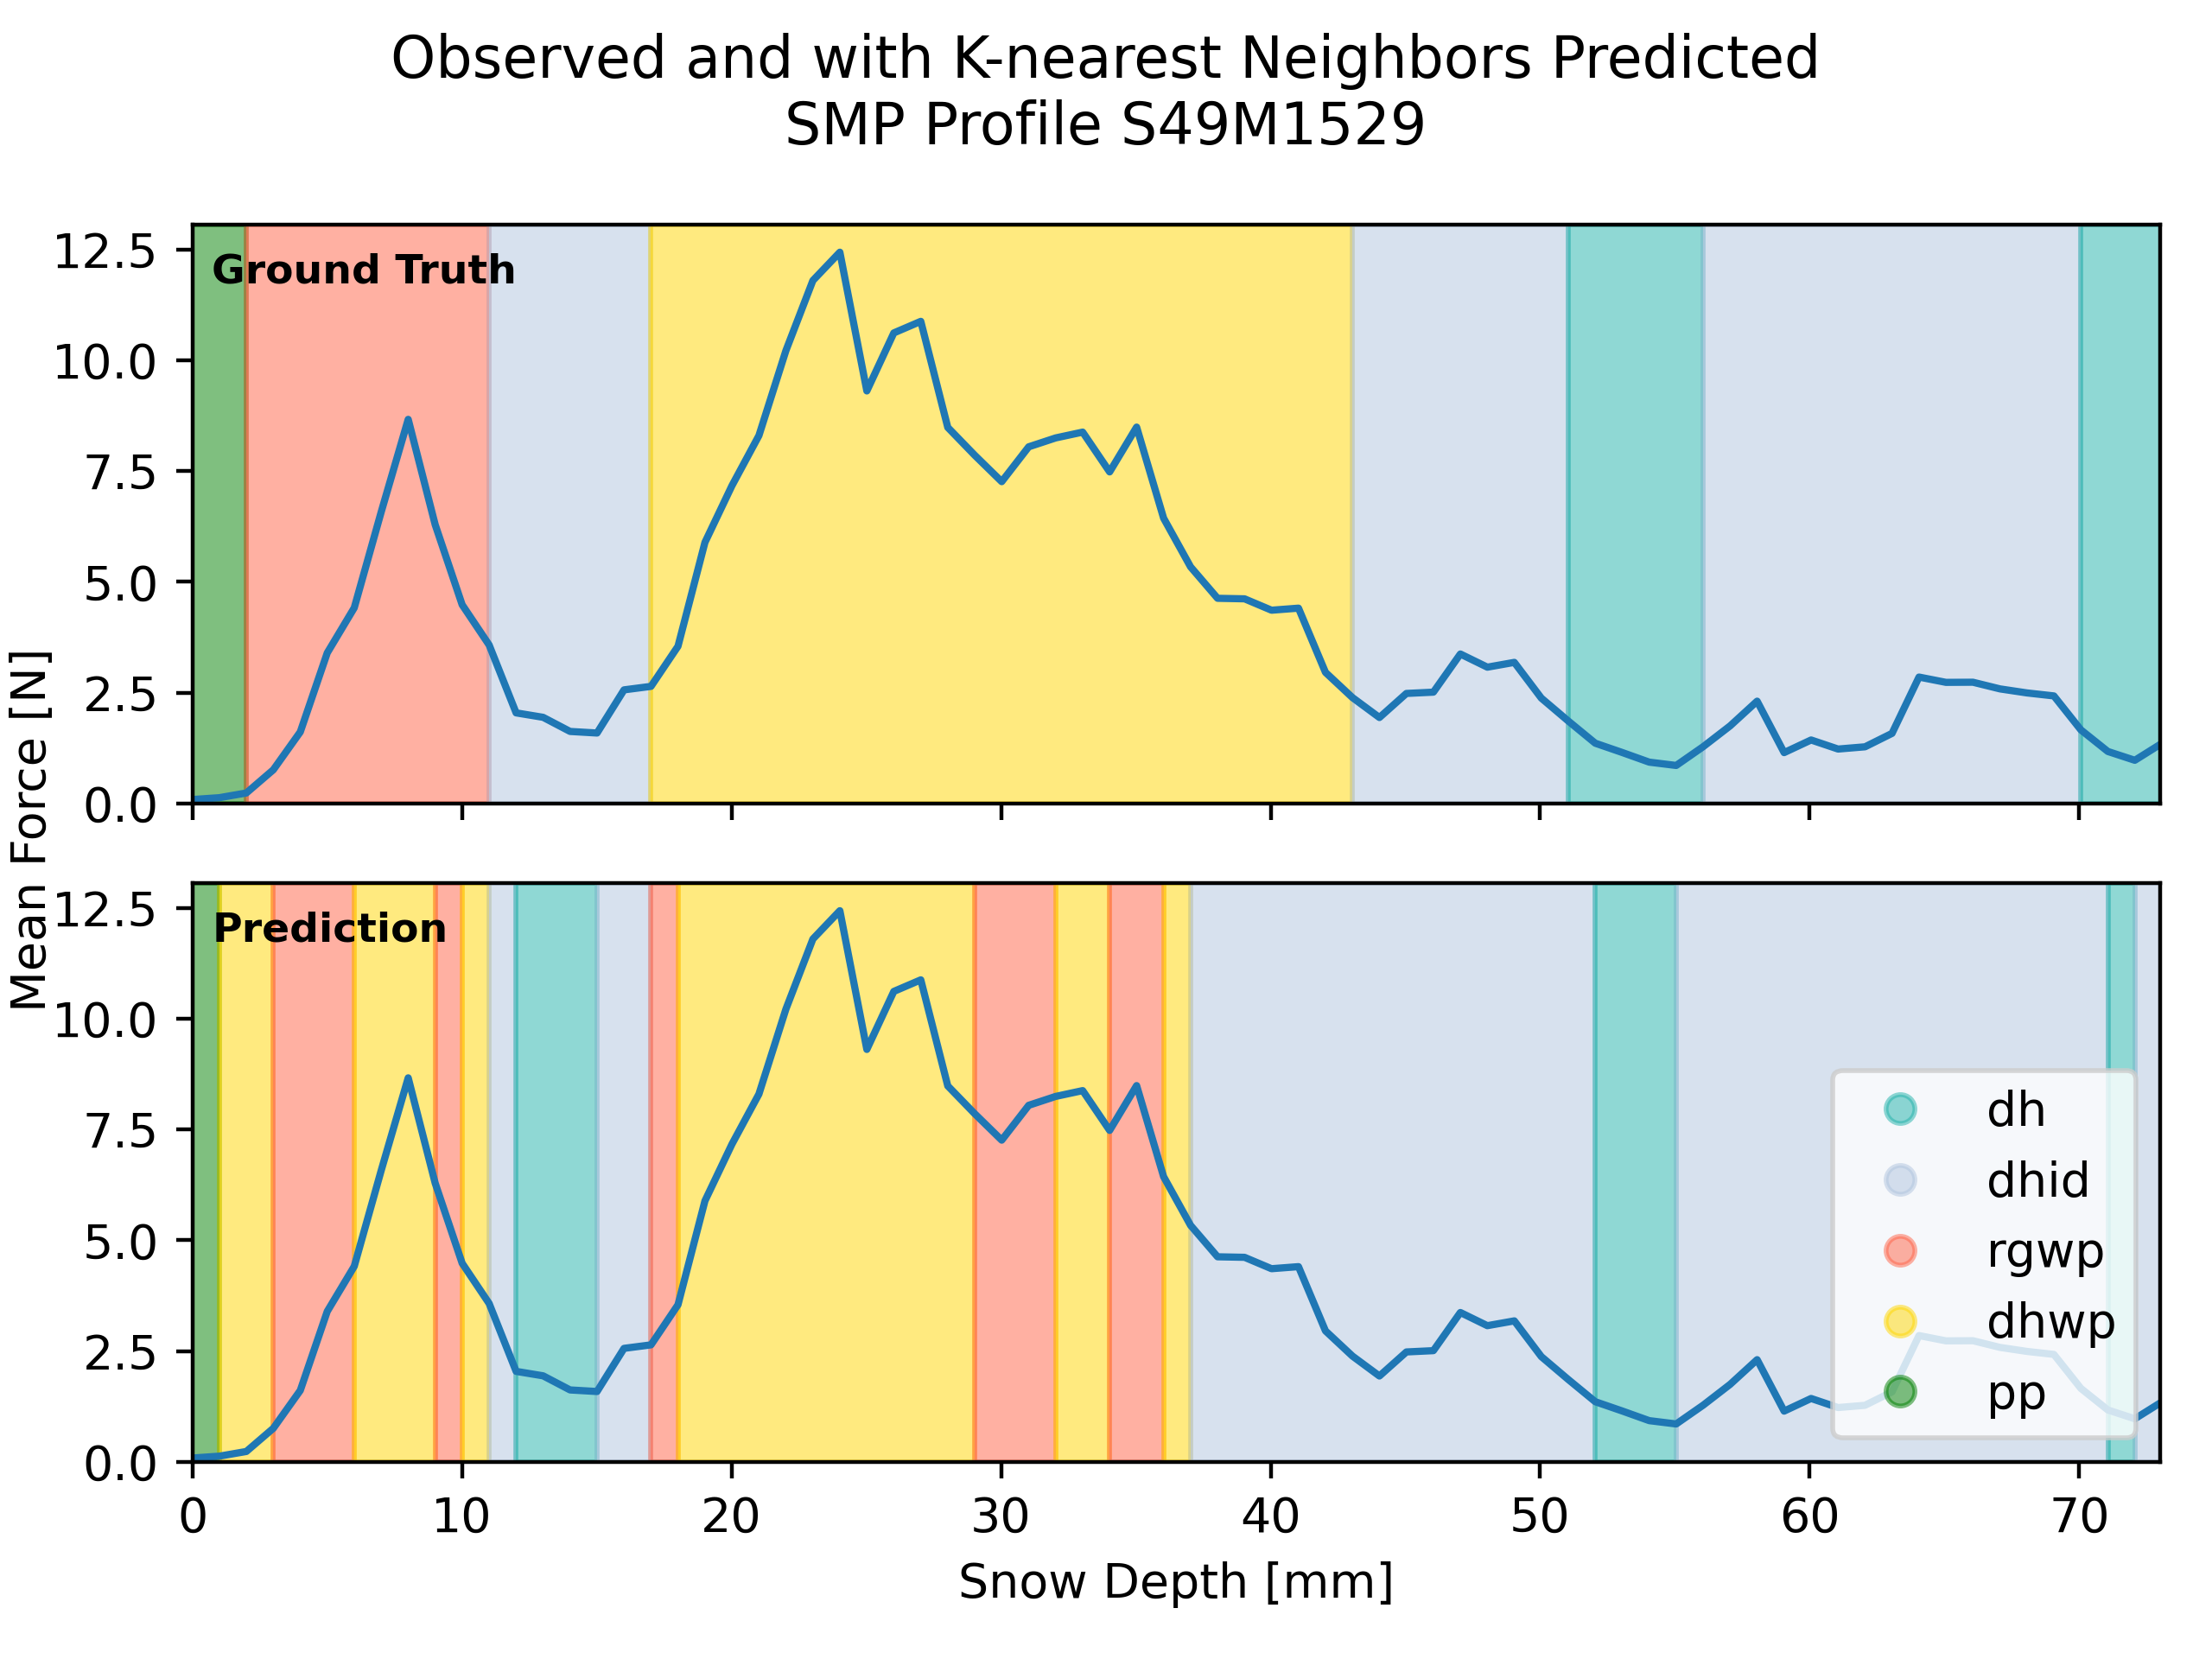 Observed and with K-nearest Neighbors Predicted
SMP Profile S49M1529
Mean Force [N]
12.5
10.0
7.5
5.0
2.5
0.0
Ground Truth
12.5
10.0
7.5
5.0
2.5
0.0
Prediction
dh
dhid
rgwp
dhwp
pp
0 10 20 30 40 50 60 70
Snow Depth [mm]